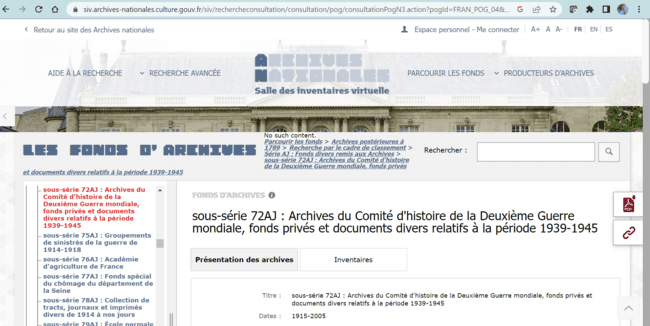 siv.archives-nationales.culture.gouv.fr/siv/rechercheconsultation/consultation/pog/consultationPogN3.action?pogId=FRAN_POG_04&...
Retour au site des Archives nationales
Espace personnel - Me connecter
A+ A A- FR EN ES
AIDE À LA RECHERCHE
RECHERCHE AVANCÉE
ARCHIVES
NATIONALES
Salle des inventaires virtuelle
PARCOURIR LES FONDS
PRODUCTEURS D'ARCHIVES
LES FONDS D'ARCHIVES
No such content.
Parcourir les fonds > Archives postérieures à
1789 > Recherche par le cadre de classement >
Série AJ : Fonds divers remis aux Archives >
sous-série 72AJ : Archives du Comité d'histoire
de la Deuxième Guerre mondiale, fonds privés
et documents divers relatifs à la période 1939-1945
Rechercher :
sous-série 72AJ : Archives du
Comité d'histoire de la
Deuxième Guerre mondiale,
fonds privés et documents
divers relatifs à la période
1939-1945
sous-série 75AJ : Groupements
de sinistrés de la guerre de
1914-1918
sous-série 76AJ : Académie
d'agriculture de France
sous-série 77AJ : Fonds spécial
du chômage du département de
la Seine
sous-série 78AJ : Collection de
tracts, journaux et imprimés
divers de 1914 à nos jours
sous-série 79AJ : École normale
FONDS D'ARCHIVES
sous-série 72AJ : Archives du Comité d'histoire de la Deuxième Guerre
mondiale, fonds privés et documents divers relatifs à la période 1939-1945
Présentation des archives
Inventaires
Titre : sous-série 72AJ : Archives du Comité d'histoire de la Deuxième Guerre mondiale, fonds privés et
documents divers relatifs à la période 1939-1945
Dates : 1915-2005